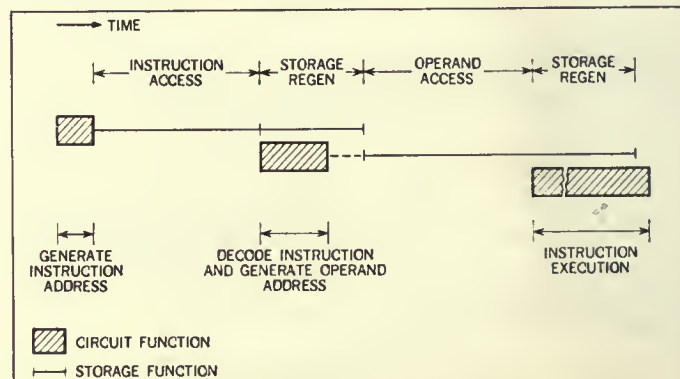 TIME
INSTRUCTION ACCESS
STORAGE REGEN
OPERAND ACCESS
STORAGE REGEN
GENERATE INSTRUCTION ADDRESS
DECODE INSTRUCTION AND GENERATE OPERAND ADDRESS
INSTRUCTION EXECUTION
CIRCUIT FUNCTION
STORAGE FUNCTION